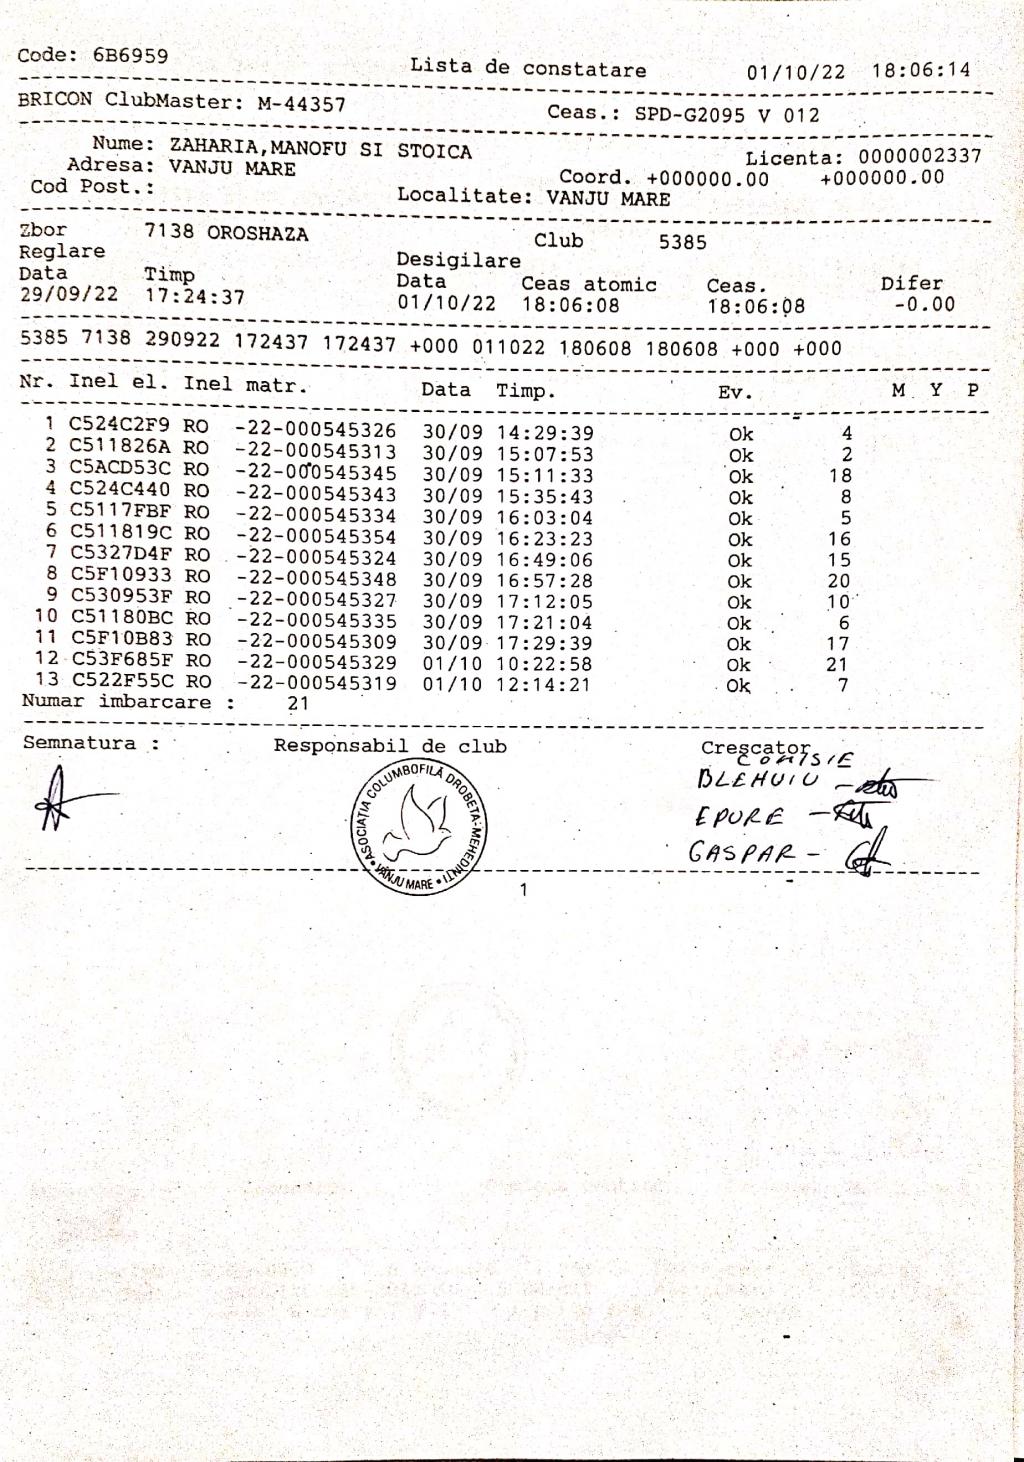 Code: 6B6959 Lista de constatare 01/10/22 18:06:14
BRICON ClubMaster: M-44357 Ceas.: SPD-G2095 V 012
Nume: ZAHARIA,MANOFU SI STOICA Licenta: 0000002337
Adresa: VANJU MARE Coord. +000000.00 +000000.00
Cod Post.: Localitate: VANJU MARE
Zbor 7138 OROSHAZA Club 5385
Reglare Desigilare
Data Timp Data Ceas atomic Ceas. Difer
29/09/22 17:24:37 01/10/22 18:06:08 18:06:08 -0.00
5385 7138 290922 172437 172437 +000 011022 180608 180608 +000 +000
Nr. Inel el. Inel matr. Data Timp. Ev. M Y P
1 C524C2F9 RO -22-000545326 30/09 14:29:39 Ok 4
2 C511826A RO -22-000545313 30/09 15:07:53 Ok 2
3 C5ACD53C RO -22-000545345 30/09 15:11:33 Ok 18
4 C524C440 RO -22-000545343 30/09 15:35:43 Ok 8
5 C5117FBF RO -22-000545334 30/09 16:03:04 Ok 5
6 C511819C RO -22-000545354 30/09 16:23:23 Ok 16
7 C5327D4F RO -22-000545324 30/09 16:49:06 Ok 15
8 C5F10933 RO -22-000545348 30/09 16:57:28 Ok 20
9 C530953F RO -22-000545327 30/09 17:12:05 Ok 10
10 C51180BC RO -22-000545335 30/09 17:21:04 Ok 6
11 C5F10B83 RO -22-000545309 30/09 17:29:39 Ok 17
12 C53F685F RO -22-000545329 01/10 10:22:58 Ok 21
13 C522F55C RO -22-000545319 01/10 12:14:21 Ok 7
Numar imbarcare : 21
Semnatura : Responsabil de club Crescator
COMISIE
BLEHUIU -
EPURE -
GASPAR -
ASOCIAȚIA COLUMBOFILĂ DROBETA-MEHEDINȚI • VÂNJU MARE •
1